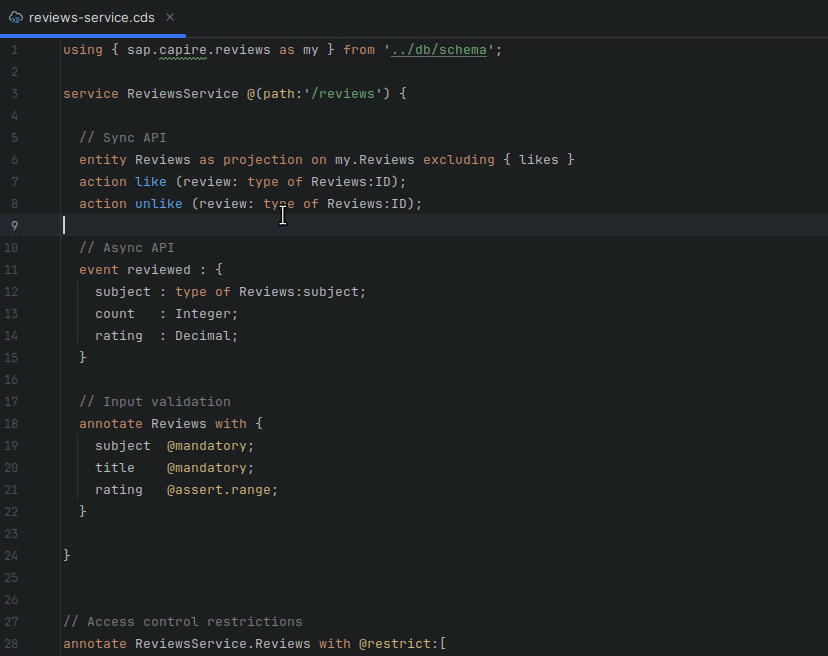 reviews-service.cds
1 using { sap.capire.reviews as my } from '../db/schema';
2
3 service ReviewsService @(path:'/reviews') {
4
5   // Sync API
6   entity Reviews as projection on my.Reviews excluding { likes }
7   action like (review: type of Reviews:ID);
8   action unlike (review: type of Reviews:ID);
9
10   // Async API
11   event reviewed : {
12     subject : type of Reviews:subject;
13     count   : Integer;
14     rating  : Decimal;
15   }
16
17   // Input validation
18   annotate Reviews with {
19     subject  @mandatory;
20     title    @mandatory;
21     rating   @assert.range;
22   }
23
24 }
25
26
27 // Access control restrictions
28 annotate ReviewsService.Reviews with @restrict:[